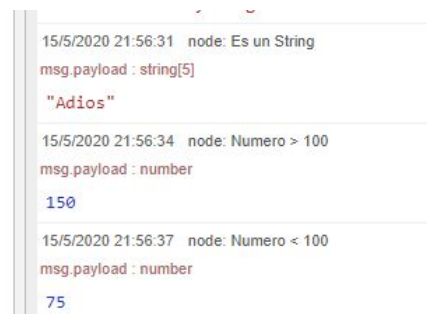 15/5/2020 21:56:31 node: Es un String
msg.payload : string[5]
"Adios"
15/5/2020 21:56:34 node: Numero > 100
msg.payload : number
150
15/5/2020 21:56:37 node: Numero < 100
msg.payload : number
75